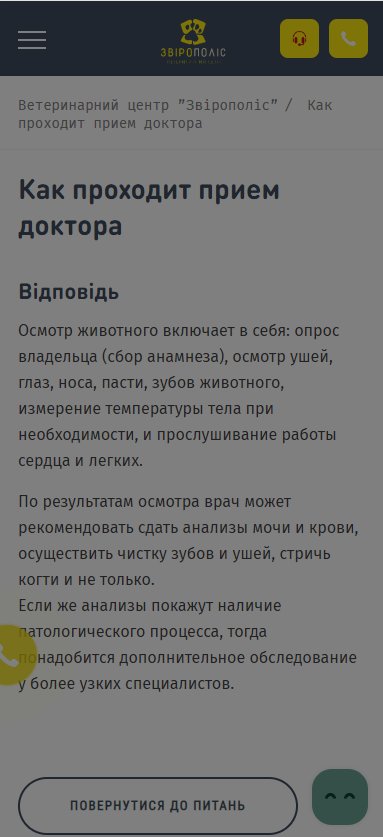 ЗВІРОПОЛІС
Ветеринарний центр ”Звірополіс” / Как
проходит прием доктора
Как проходит прием
доктора
Відповідь
Осмотр животного включает в себя: опрос
владельца (сбор анамнеза), осмотр ушей,
глаз, носа, пасти, зубов животного,
измерение температуры тела при
необходимости, и прослушивание работы
сердца и легких.
По результатам осмотра врач может
рекомендовать сдать анализы мочи и крови,
осуществить чистку зубов и ушей, стричь
когти и не только.
Если же анализы покажут наличие
патологического процесса, тогда
понадобится дополнительное обследование
у более узких специалистов.
ПОВЕРНУТИСЯ ДО ПИТАНЬ